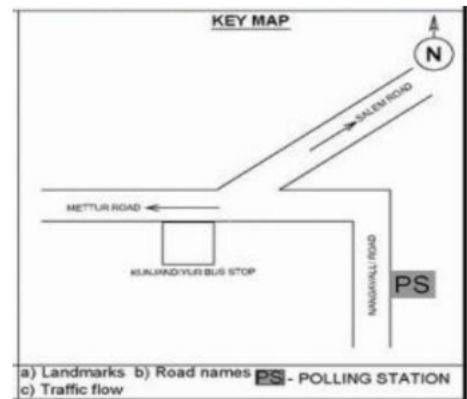 KEY MAP
N
SALEM ROAD
METTUR ROAD
KUNJANDIYUR BUS STOP
NANGAVALLI ROAD
PS
a) Landmarks b) Road names PS - POLLING STATION
c) Traffic flow